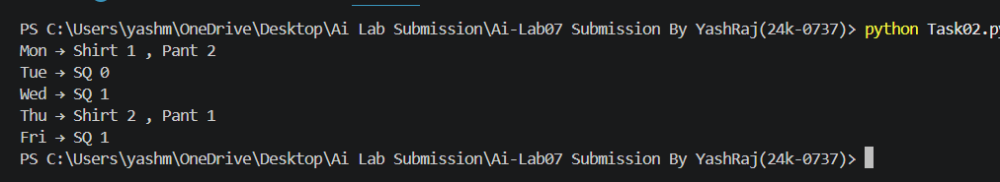 PS C:\Users\yashm\OneDrive\Desktop\Ai Lab Submission\Ai-Lab07 Submission By YashRaj(24k-0737)> python Task02.py
Mon → Shirt 1 , Pant 2
Tue → SQ 0
Wed → SQ 1
Thu → Shirt 2 , Pant 1
Fri → SQ 1
PS C:\Users\yashm\OneDrive\Desktop\Ai Lab Submission\Ai-Lab07 Submission By YashRaj(24k-0737)>